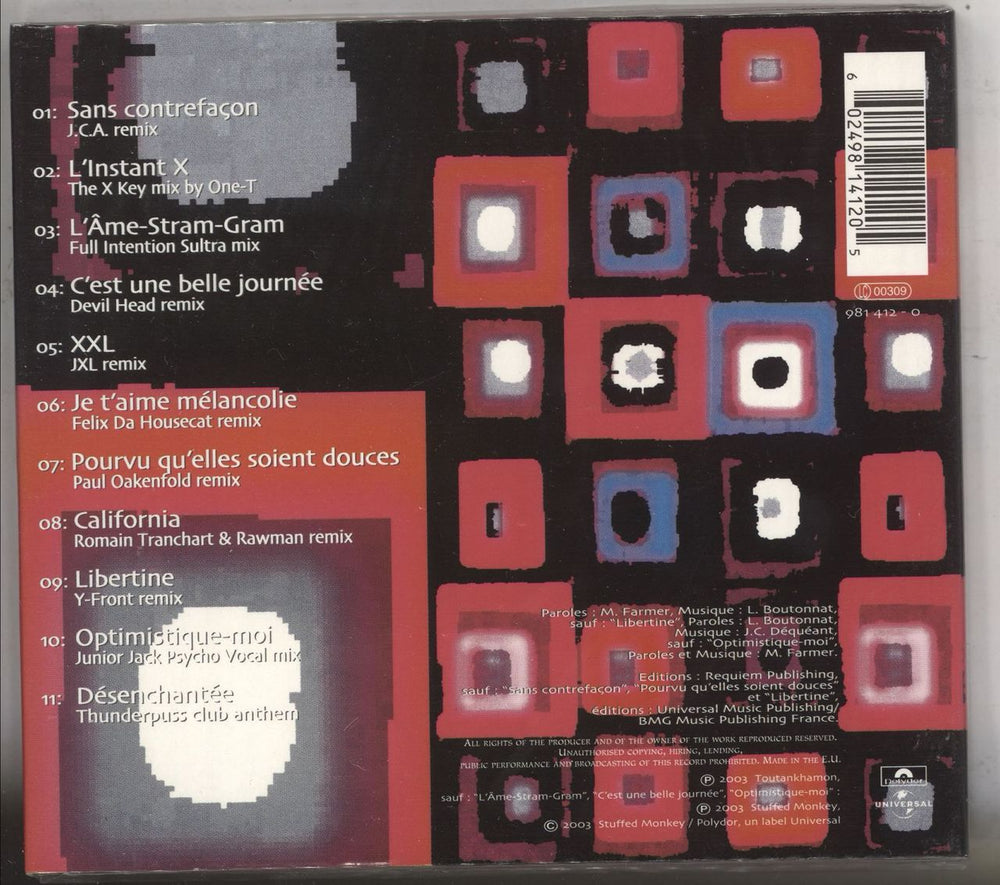 01: Sans contrefaçon
J.C.A. remix
02: L'Instant X
The X Key mix by One-T
03: L'Âme-Stram-Gram
Full Intention Sultra mix
04: C'est une belle journée
Devil Head remix
05: XXL
JXL remix
06: Je t'aime mélancolie
Felix Da Housecat remix
07: Pourvu qu'elles soient douces
Paul Oakenfold remix
08: California
Romain Tranchart & Rawman remix
09: Libertine
Y-Front remix
10: Optimistique-moi
Junior Jack Psycho Vocal mix
11: Désenchantée
Thunderpuss club anthem
6 02498 14120 5
LC 00309
981 412 - 0
Paroles : M. Farmer, Musique : L. Boutonnat,
sauf : "Libertine", Paroles : L. Boutonnat,
Musique : J.C. Déquéant,
sauf : "Optimistique-moi",
Paroles et Musique : M. Farmer.
Editions : Requiem Publishing,
sauf : "Sans contrefaçon", "Pourvu qu'elles soient douces"
et "Libertine",
éditions : Universal Music Publishing/
BMG Music Publishing France.
All rights of the producer and of the owner of the work reproduced reserved.
Unauthorised copying, hiring, lending,
public performance and broadcasting of this record prohibited. Made in the E.U.
℗ 2003 Toutankhamon,
sauf : "L'Âme-Stram-Gram", "C'est une belle journée", "Optimistique-moi" :
℗ 2003 Stuffed Monkey,
© 2003 Stuffed Monkey / Polydor, un label Universal
Polydor
UNIVERSAL